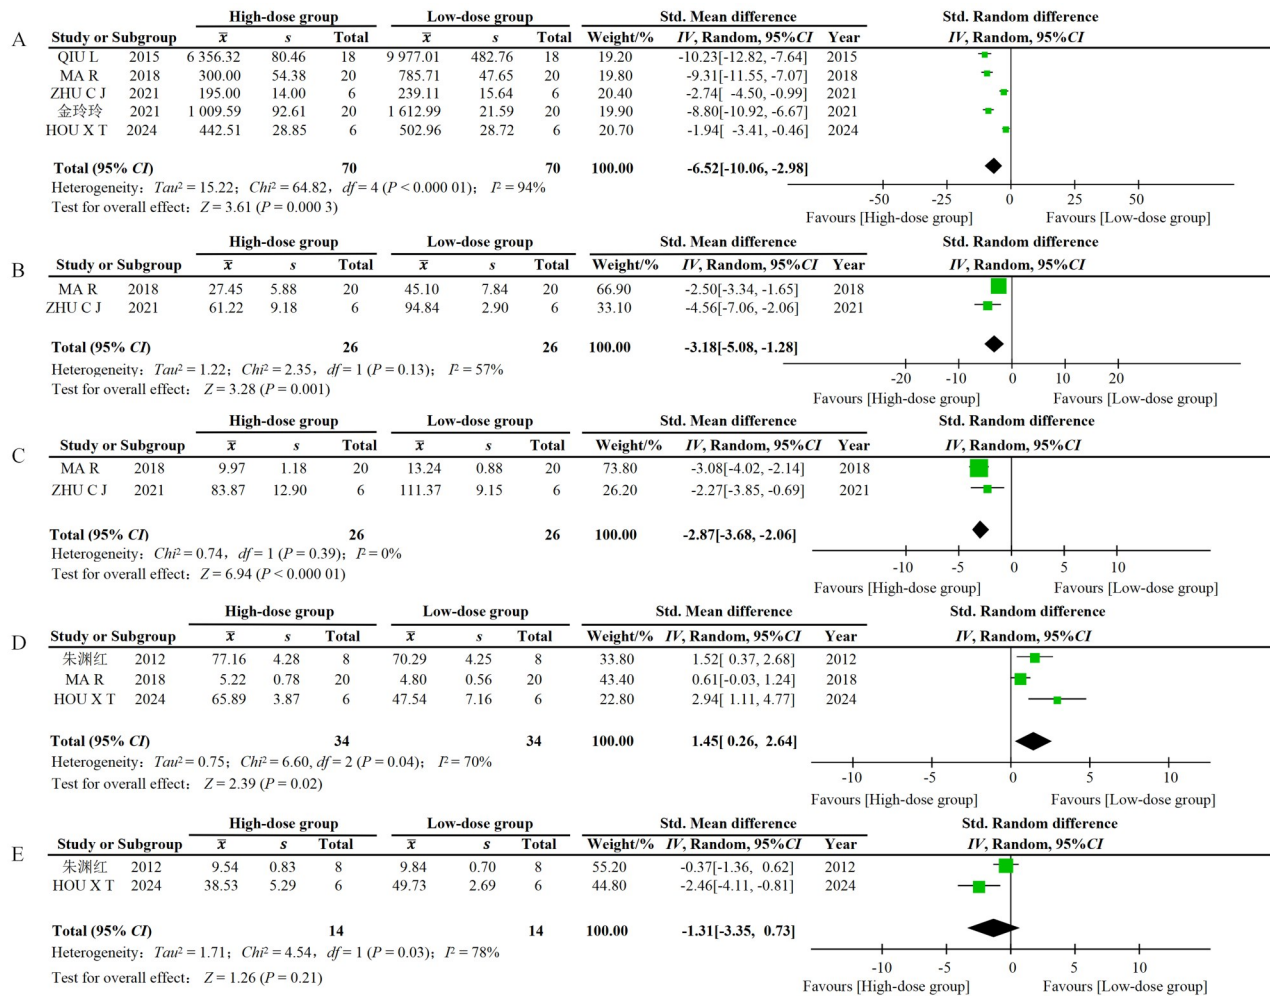 A
High-dose group Low-dose group Std. Mean difference Std. Random difference
Study or Subgroup x̄ s Total x̄ s Total Weight/% IV, Random, 95%CI Year IV, Random, 95%CI
QIU L 2015 6 356.32 80.46 18 9 977.01 482.76 18 19.20 -10.23[-12.82, -7.64] 2015
MA R 2018 300.00 54.38 20 785.71 47.65 20 19.80 -9.31[-11.55, -7.07] 2018
ZHU C J 2021 195.00 14.00 6 239.11 15.64 6 20.40 -2.74[ -4.50, -0.99] 2021
金玲玲 2021 1 009.59 92.61 20 1 612.99 21.59 20 19.90 -8.80[-10.92, -6.67] 2021
HOU X T 2024 442.51 28.85 6 502.96 28.72 6 20.70 -1.94[ -3.41, -0.46] 2024
Total (95% CI) 70 70 100.00 -6.52[-10.06, -2.98]
Heterogeneity：Tau² = 15.22；Chi² = 64.82，df = 4 (P < 0.000 01)；I² = 94%
Test for overall effect：Z = 3.61 (P = 0.000 3)
-50 -25 0 25 50
Favours [High-dose group] Favours [Low-dose group]
B
High-dose group Low-dose group Std. Mean difference Std. Random difference
Study or Subgroup x̄ s Total x̄ s Total Weight/% IV, Random, 95%CI Year IV, Random, 95%CI
MA R 2018 27.45 5.88 20 45.10 7.84 20 66.90 -2.50[-3.34, -1.65] 2018
ZHU C J 2021 61.22 9.18 6 94.84 2.90 6 33.10 -4.56[-7.06, -2.06] 2021
Total (95% CI) 26 26 100.00 -3.18[-5.08, -1.28]
Heterogeneity：Tau² = 1.22；Chi² = 2.35，df = 1 (P = 0.13)；I² = 57%
Test for overall effect： Z = 3.28 (P = 0.001)
-20 -10 0 10 20
Favours [High-dose group] Favours [Low-dose group]
C
High-dose group Low-dose group Std. Mean difference Std. Random difference
Study or Subgroup x̄ s Total x̄ s Total Weight/% IV, Random, 95%CI Year IV, Random, 95%CI
MA R 2018 9.97 1.18 20 13.24 0.88 20 73.80 -3.08[-4.02, -2.14] 2018
ZHU C J 2021 83.87 12.90 6 111.37 9.15 6 26.20 -2.27[-3.85, -0.69] 2021
Total (95% CI) 26 26 100.00 -2.87[-3.68, -2.06]
Heterogeneity：Chi² = 0.74，df = 1 (P = 0.39)；I² = 0%
Test for overall effect：Z = 6.94 (P < 0.000 01)
-10 -5 0 5 10
Favours [High-dose group] Favours [Low-dose group]
D
High-dose group Low-dose group Std. Mean difference Std. Random difference
Study or Subgroup x̄ s Total x̄ s Total Weight/% IV, Random, 95%CI Year IV, Random, 95%CI
朱渊红 2012 77.16 4.28 8 70.29 4.25 8 33.80 1.52[ 0.37, 2.68] 2012
MA R 2018 5.22 0.78 20 4.80 0.56 20 43.40 0.61[-0.03, 1.24] 2018
HOU X T 2024 65.89 3.87 6 47.54 7.16 6 22.80 2.94[ 1.11, 4.77] 2024
Total (95% CI) 34 34 100.00 1.45[ 0.26, 2.64]
Heterogeneity：Tau² = 0.75；Chi² = 6.60, df = 2 (P = 0.04)； I² = 70%
Test for overall effect： Z = 2.39 (P = 0.02)
-10 -5 0 5 10
Favours [High-dose group] Favours [Low-dose group]
E
High-dose group Low-dose group Std. Mean difference Std. Random difference
Study or Subgroup x̄ s Total x̄ s Total Weight/% IV, Random, 95%CI Year IV, Random, 95%CI
朱渊红 2012 9.54 0.83 8 9.84 0.70 8 55.20 -0.37[-1.36, 0.62] 2012
HOU X T 2024 38.53 5.29 6 49.73 2.69 6 44.80 -2.46[-4.11, -0.81] 2024
Total (95% CI) 14 14 100.00 -1.31[-3.35, 0.73]
Heterogeneity：Tau² = 1.71；Chi² = 4.54，df = 1 (P = 0.03)；I² = 78%
Test for overall effect：Z = 1.26 (P = 0.21)
-10 -5 0 5 10
Favours [High-dose group] Favours [Low-dose group]